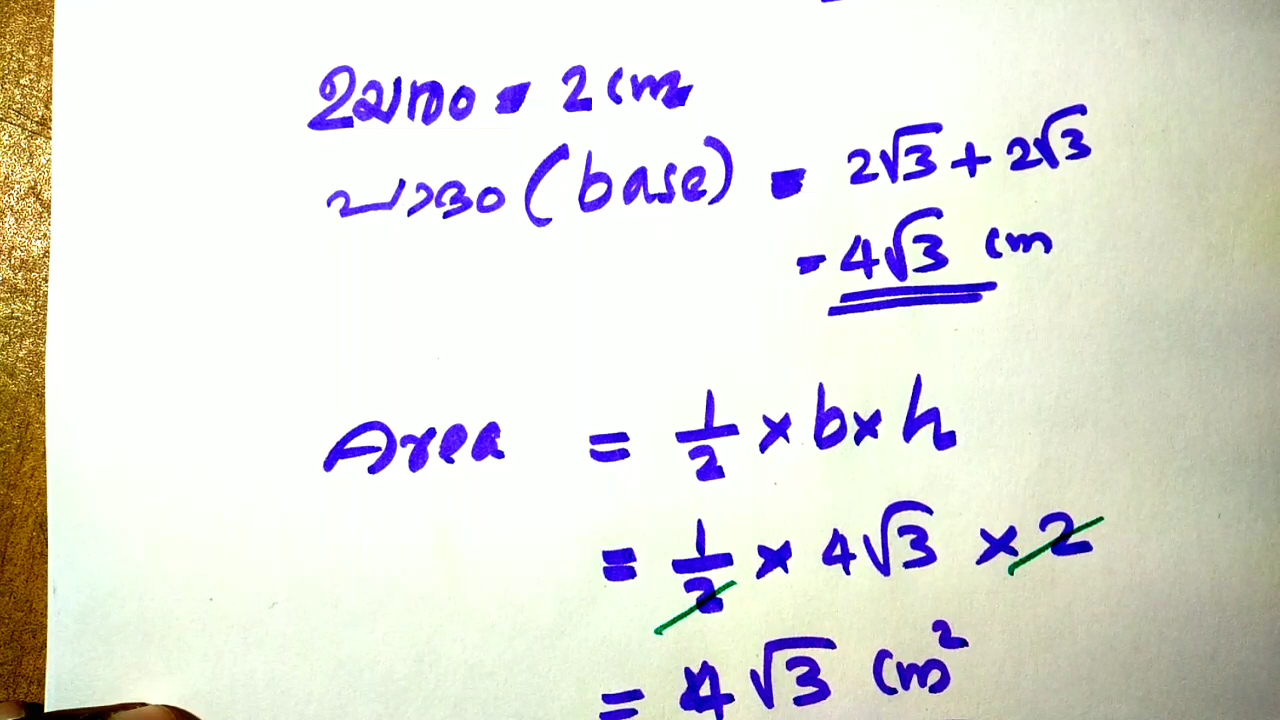 ഉയരം = 2 cm
പാദം (base) = 2√3 + 2√3
= 4√3 cm
Area = 1/2 × b × h
= 1/2 × 4√3 × 2
= 4√3 cm²